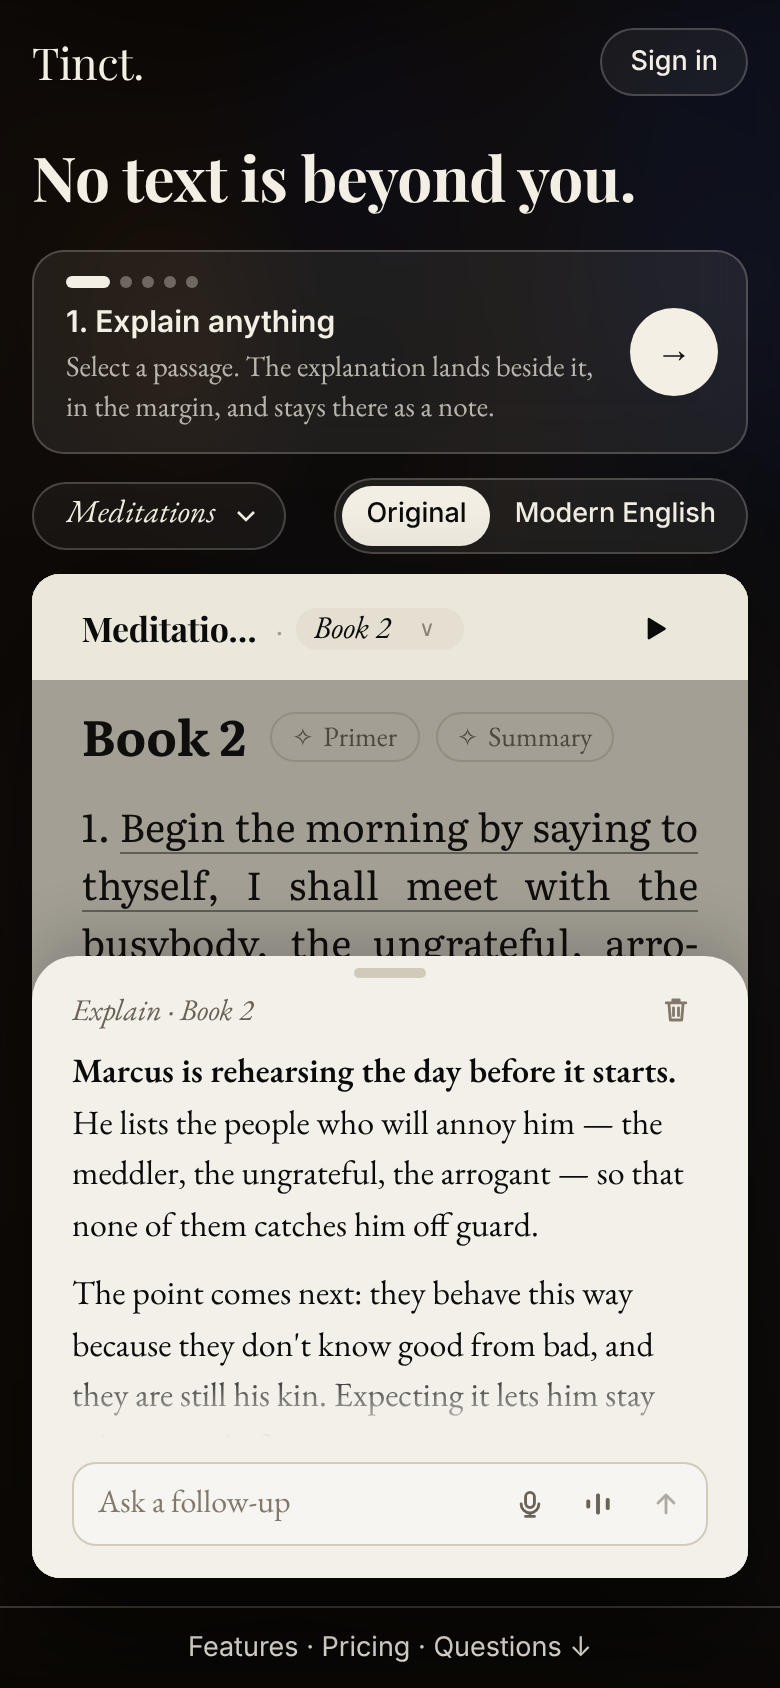 Tinct.
Sign in
No text is beyond you.
1. Explain anything
Select a passage. The explanation lands beside it,
in the margin, and stays there as a note.
→
Meditations
Original
Modern English
Meditatio… · Book 2
Book 2
✧ Primer
✧ Summary
1. Begin the morning by saying to
thyself, I shall meet with the
busybody, the ungrateful, arro-
Explain · Book 2
Marcus is rehearsing the day before it starts.
He lists the people who will annoy him — the
meddler, the ungrateful, the arrogant — so that
none of them catches him off guard.
The point comes next: they behave this way
because they don't know good from bad, and
they are still his kin. Expecting it lets him stay
Ask a follow-up
Features · Pricing · Questions ↓